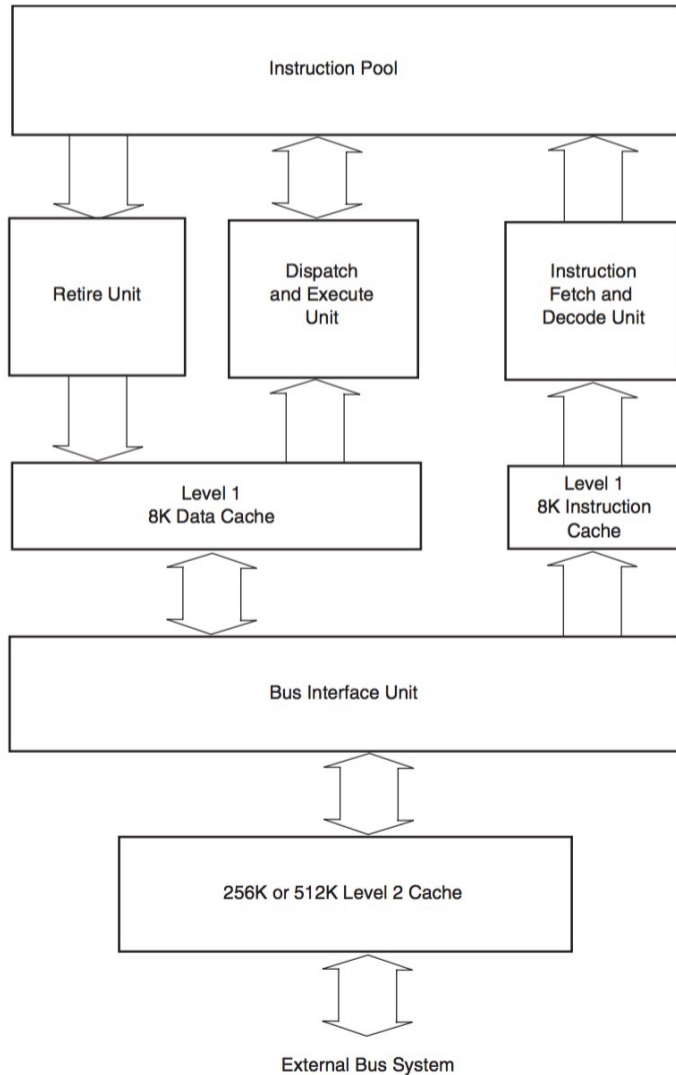 Instruction Pool
Retire Unit
Dispatch
and Execute
Unit
Instruction
Fetch and
Decode Unit
Level 1
8K Data Cache
Level 1
8K Instruction
Cache
Bus Interface Unit
256K or 512K Level 2 Cache
External Bus System